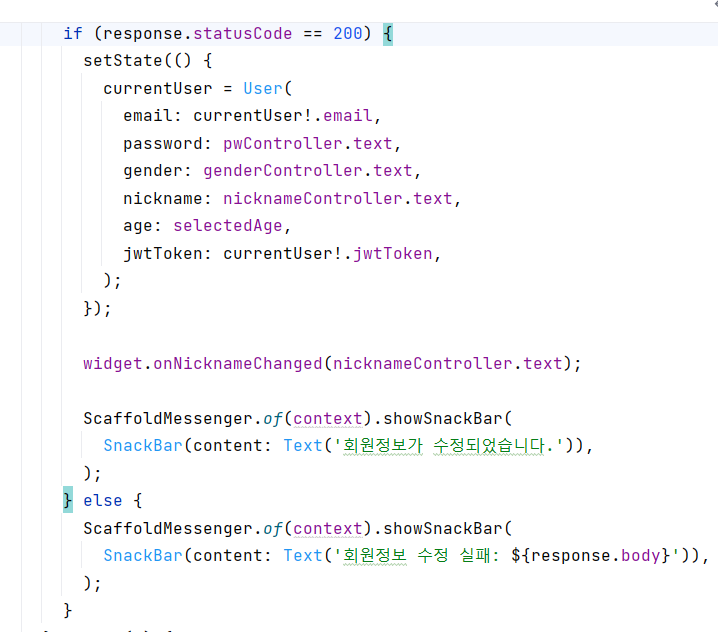 if (response.statusCode == 200) {
setState(() {
currentUser = User(
email: currentUser!.email,
password: pwController.text,
gender: genderController.text,
nickname: nicknameController.text,
age: selectedAge,
jwtToken: currentUser!.jwtToken,
);
});
widget.onNicknameChanged(nicknameController.text);
ScaffoldMessenger.of(context).showSnackBar(
SnackBar(content: Text('회원정보가 수정되었습니다.')),
);
} else {
ScaffoldMessenger.of(context).showSnackBar(
SnackBar(content: Text('회원정보 수정 실패: ${response.body}')),
);
}